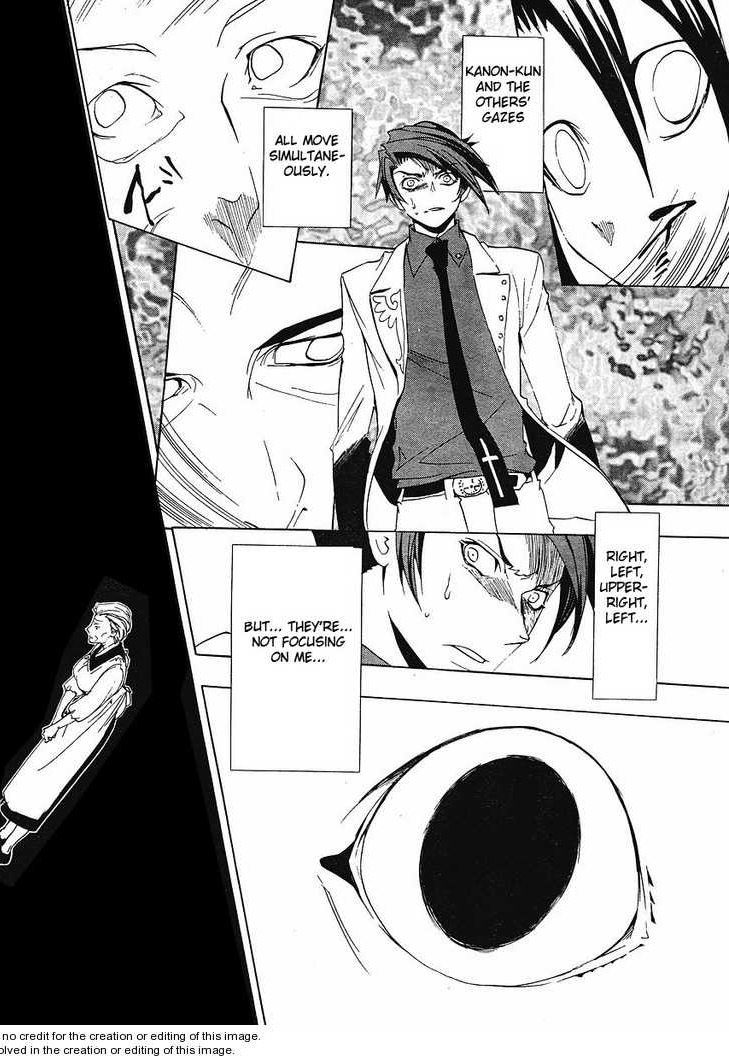 KANON-KUN
AND THE
OTHERS'
GAZES
ALL MOVE
SIMULTANE-
OUSLY.
RIGHT,
LEFT,
UPPER-
RIGHT,
LEFT...
BUT... THEY'RE...
NOT FOCUSING
ON ME...
no credit for the creation or editing of this image.
olved in the creation or editing of this image.